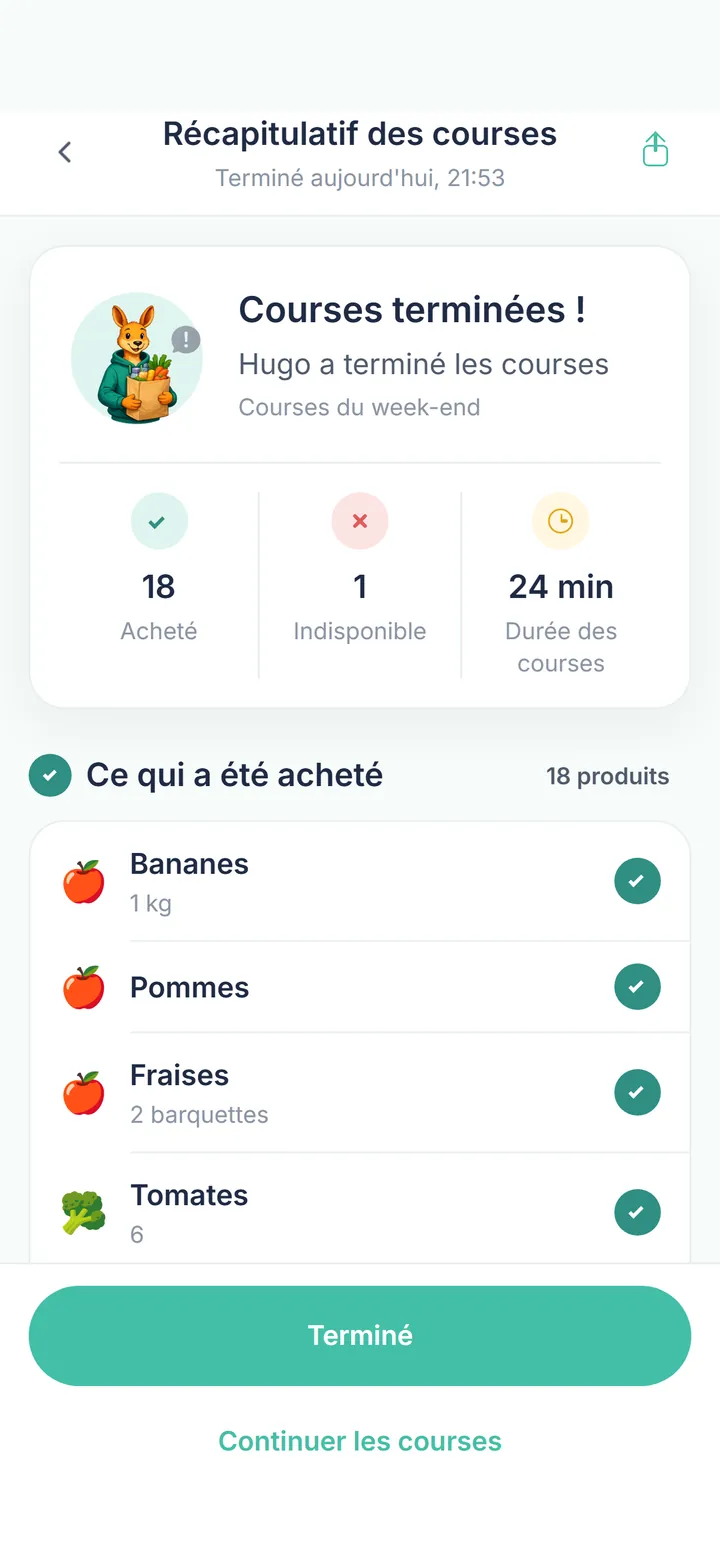 Récapitulatif des courses
Terminé aujourd'hui, 21:53
!
Courses terminées !
Hugo a terminé les courses
Courses du week-end
18
Acheté
1
Indisponible
24 min
Durée des
courses
Ce qui a été acheté
18 produits
Bananes
1 kg
Pommes
Fraises
2 barquettes
Tomates
6
Terminé
Continuer les courses